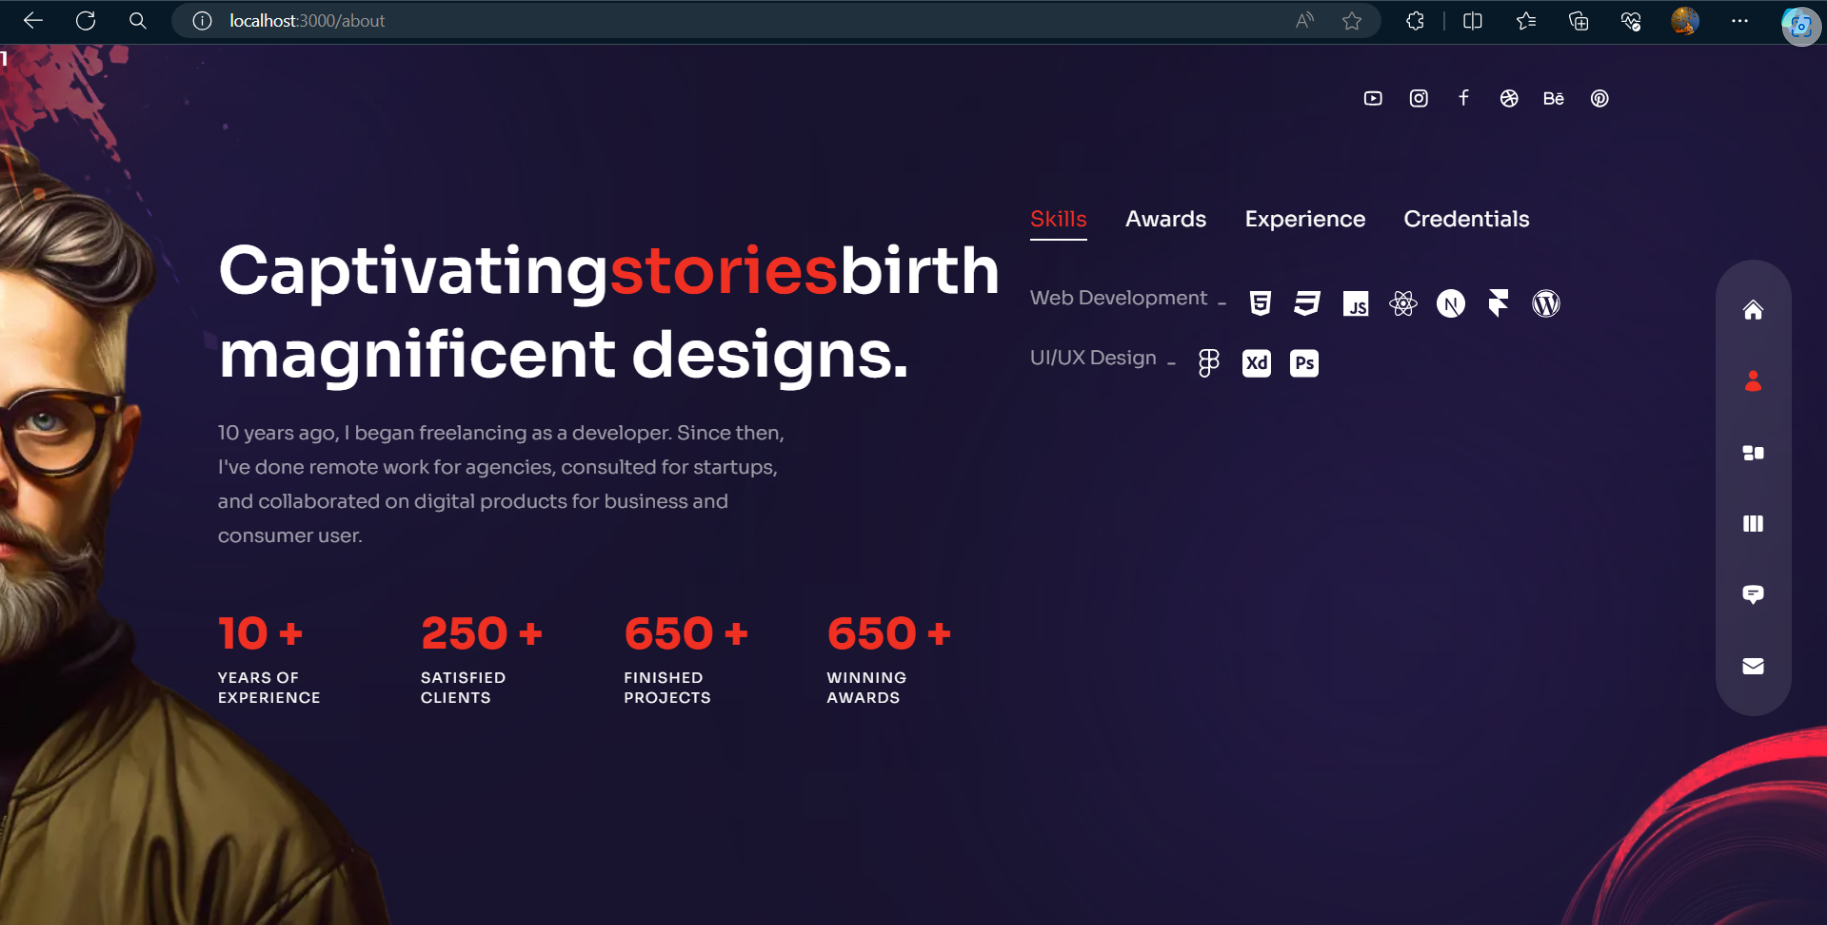 localhost:3000/about
1
Bē
Skills Awards Experience Credentials
Captivatingstoriesbirth
magnificent designs.
10 years ago, I began freelancing as a developer. Since then,
I've done remote work for agencies, consulted for startups,
and collaborated on digital products for business and
consumer user.
10 + 250 + 650 + 650 +
YEARS OF SATISFIED FINISHED WINNING
EXPERIENCE CLIENTS PROJECTS AWARDS
Web Development - 5 JS N W
UI/UX Design - Xd Ps